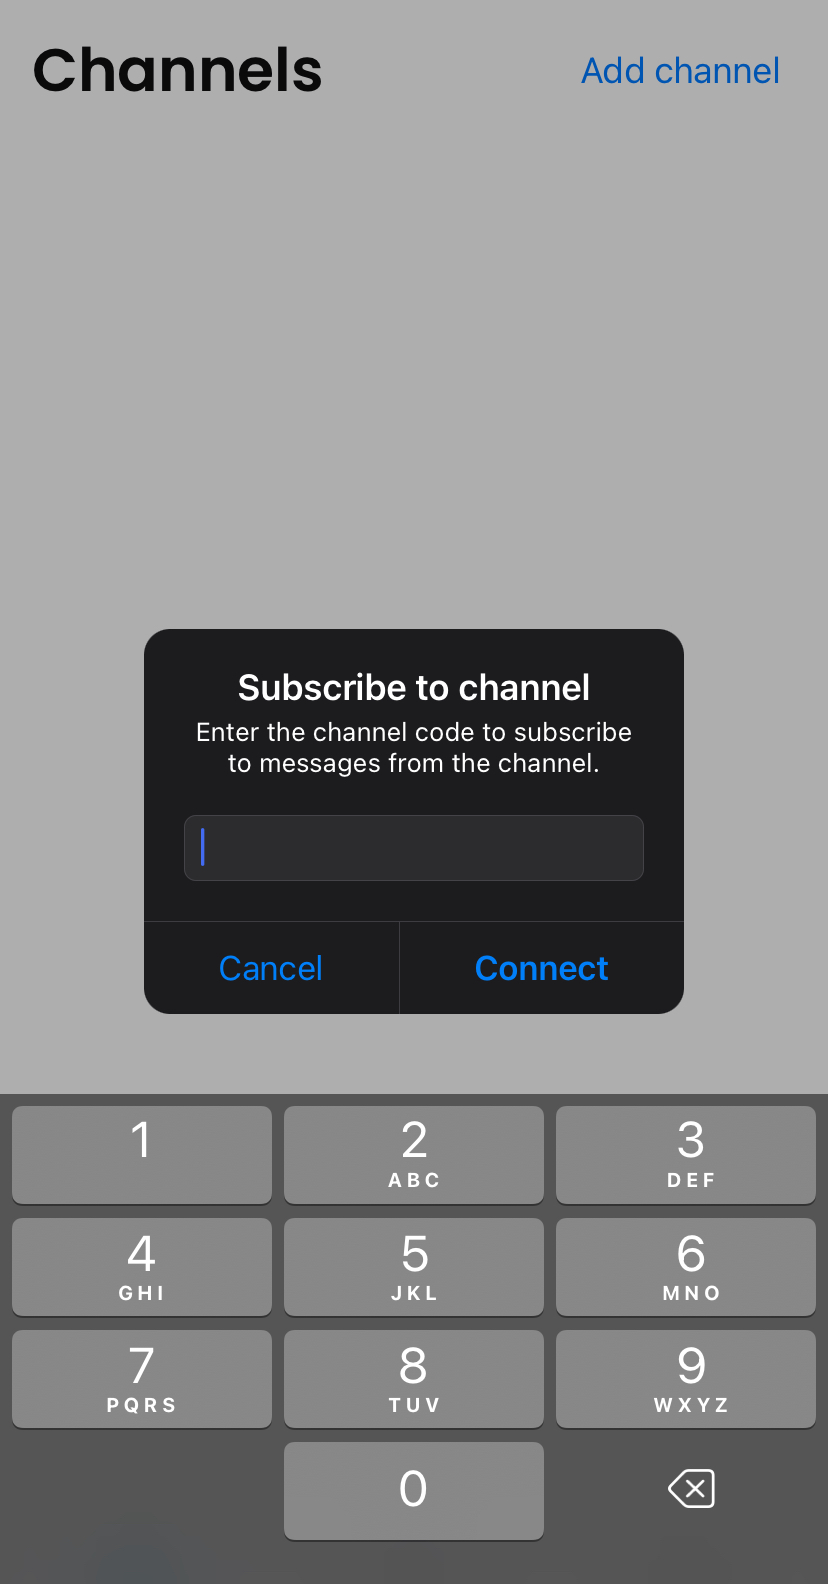 Channels
Add channel
Subscribe to channel
Enter the channel code to subscribe
to messages from the channel.
Cancel
Connect
1
2
ABC
3
DEF
4
GHI
5
JKL
6
MNO
7
PQRS
8
TUV
9
WXYZ
0